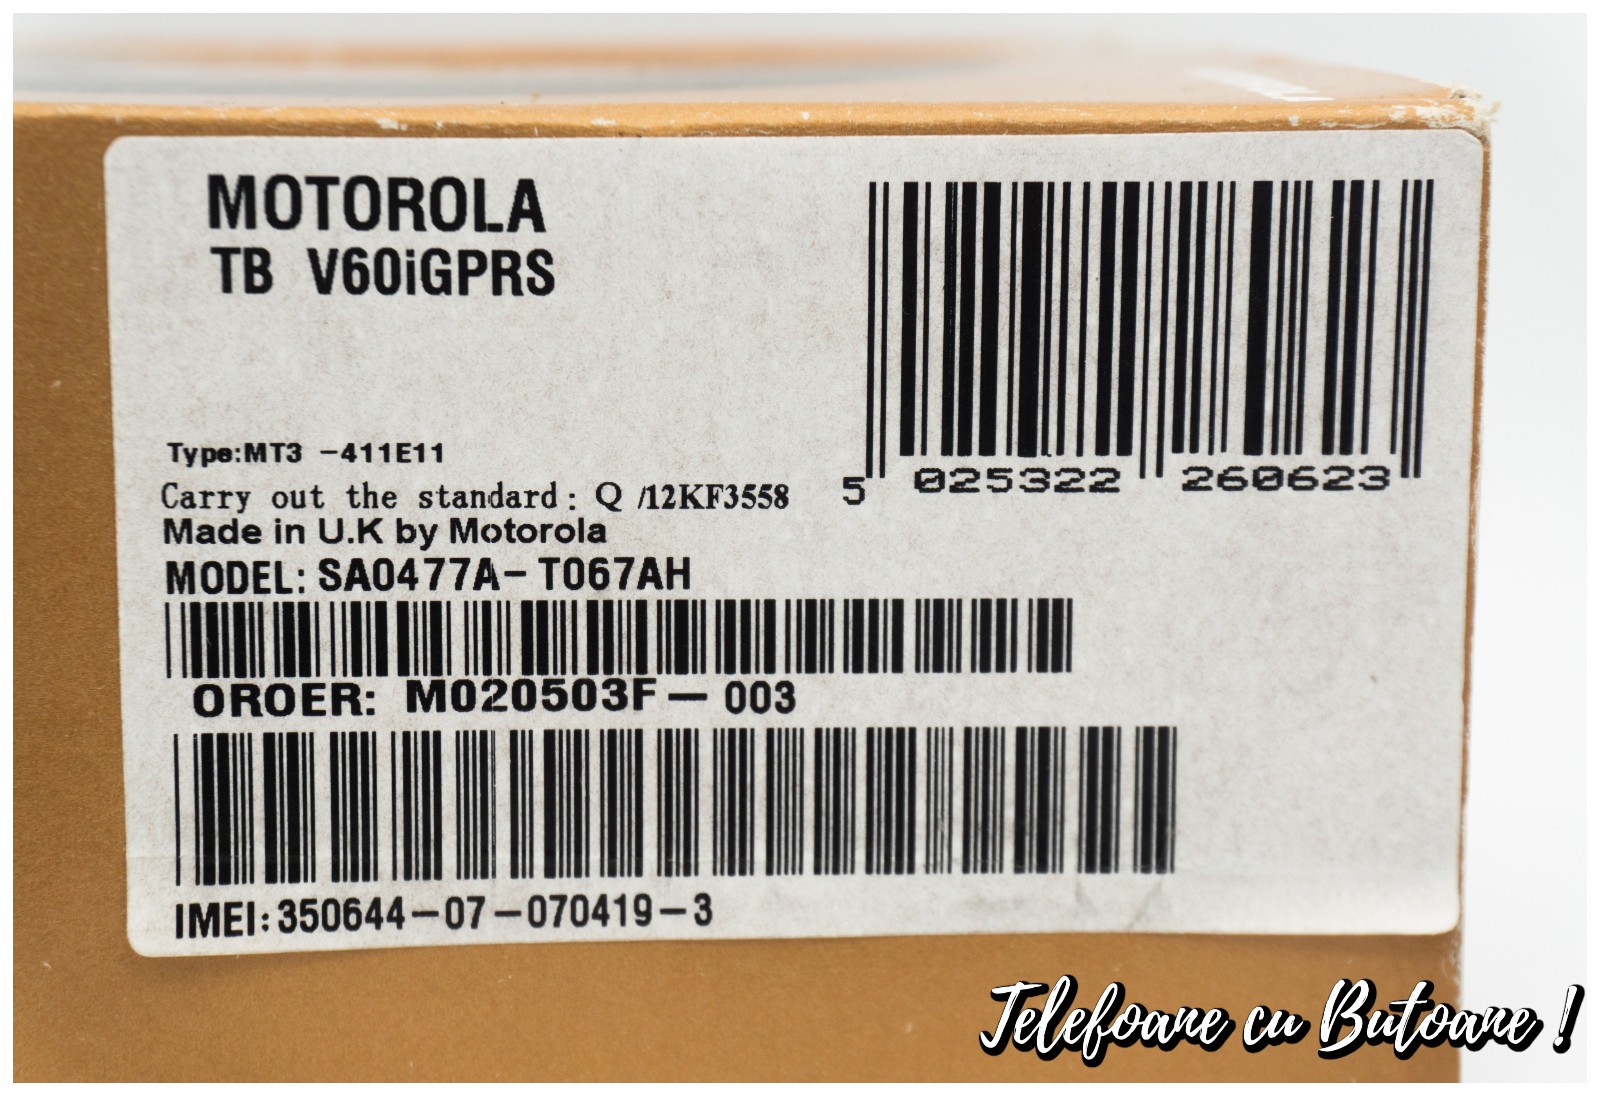 MOTOROLA
TB V60iGPRS
Type:MT3 -411E11
Carry out the standard: Q /12KF3558
5 025322 260623
Made in U.K by Motorola
MODEL: SA0477A-T067AH
OROER: M020503F-003
IMEI:350644-07-070419-3
Telefoane cu Butoane !